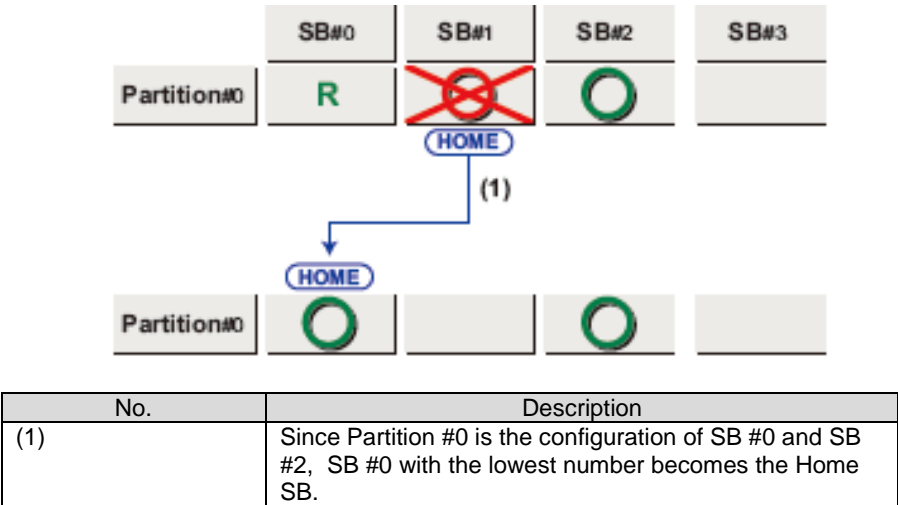 SB#0 SB#1 SB#2 SB#3
Partition#0 R
HOME
(1)
HOME
Partition#0
No. Description
(1) Since Partition #0 is the configuration of SB #0 and SB
#2, SB #0 with the lowest number becomes the Home
SB.